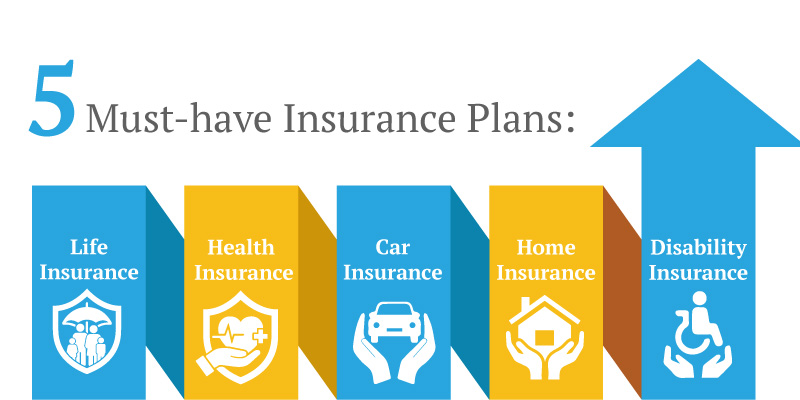 5 Must-have Insurance Plans:
Life
Insurance
Health
Insurance
Car
Insurance
Home
Insurance
Disability
Insurance